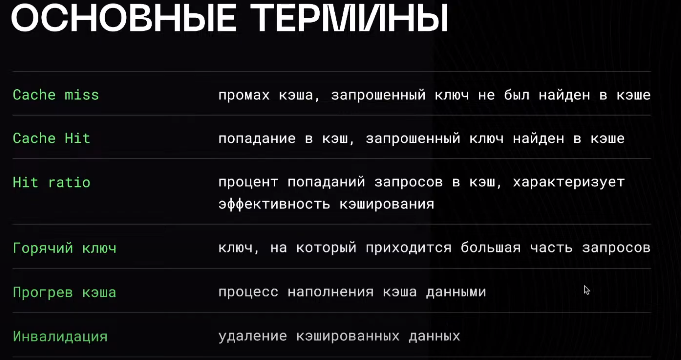 ОСНОВНЫЕ ТЕРМИНЫ
Cache miss промах кэша, запрошенный ключ не был найден в кэше
Cache Hit попадание в кэш, запрошенный ключ найден в кэше
Hit ratio процент попаданий запросов в кэш, характеризует
эффективность кэширования
Горячий ключ ключ, на который приходится большая часть запросов
Прогрев кэша процесс наполнения кэша данными
Инвалидация удаление кэшированных данных